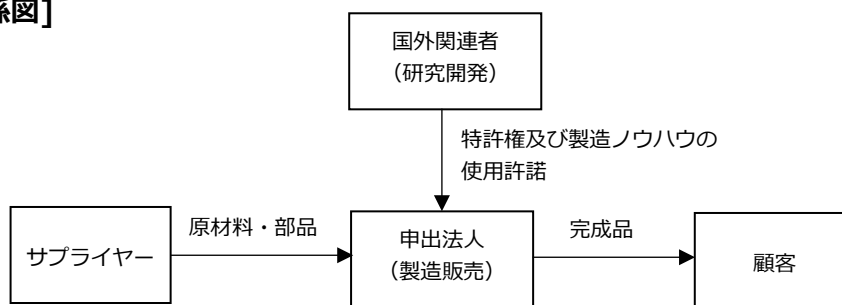 係図]
国外関連者
（研究開発）
特許権及び製造ノウハウの
使用許諾
サプライヤー
原材料・部品
申出法人
（製造販売）
完成品
顧客